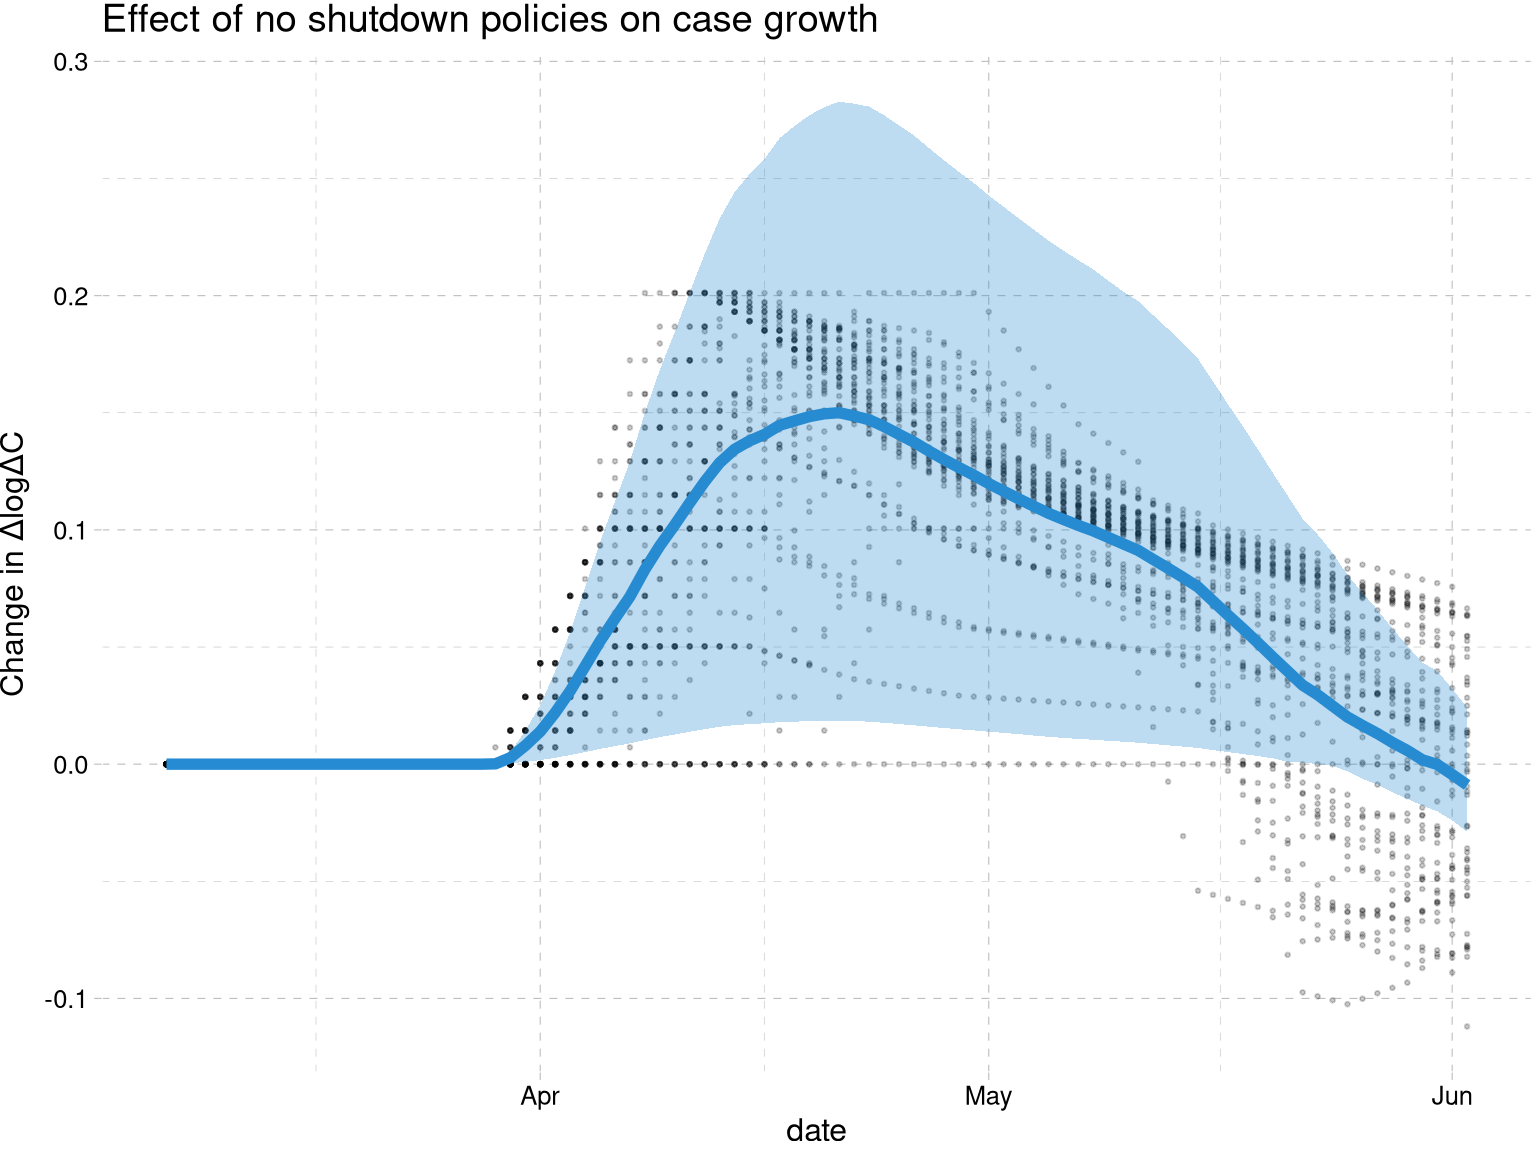 Effect of no shutdown policies on case growth
0.3
0.2
0.1
0.0
-0.1
Change in ΔlogΔC
Apr
May
Jun
date